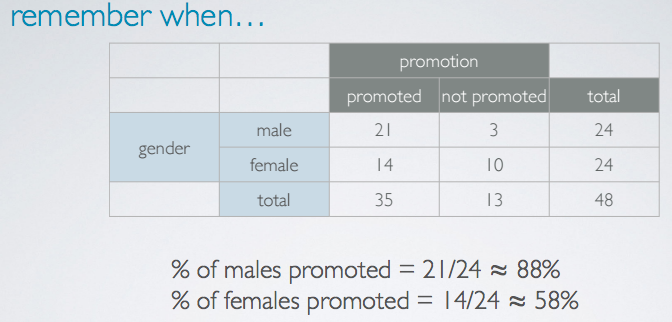 remember when...
promotion
promoted not promoted total
gender male 21 3 24
female 14 10 24
total 35 13 48
% of males promoted = 21/24 ≈ 88%
% of females promoted = 14/24 ≈ 58%